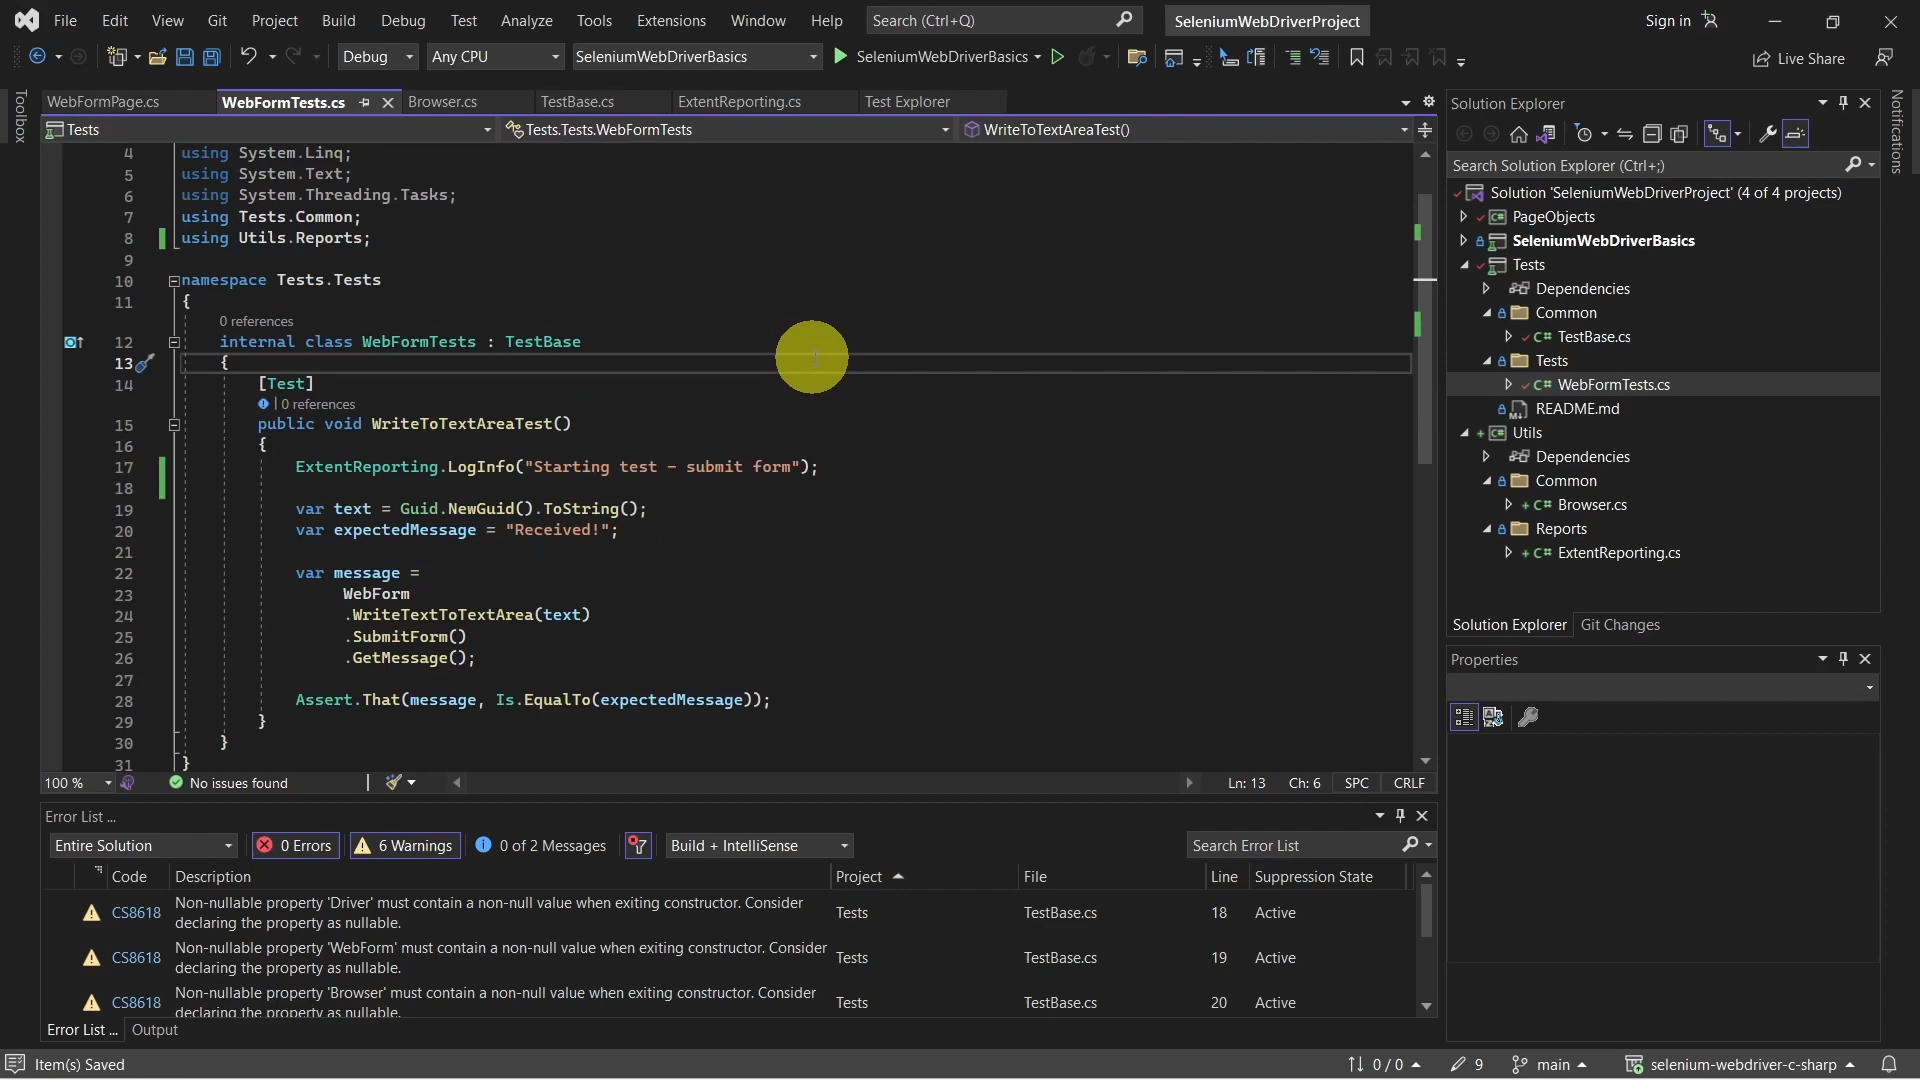 File Edit View Git Project Build Debug Test Analyze Tools Extensions Window Help Search (Ctrl+Q) SeleniumWebDriverProject Sign in
Debug Any CPU SeleniumWebDriverBasics SeleniumWebDriverBasics Live Share
Toolbox
WebFormPage.cs WebFormTests.cs Browser.cs TestBase.cs ExtentReporting.cs Test Explorer
Tests Tests.Tests.WebFormTests WriteToTextAreaTest()
4 using System.Linq;
5 using System.Text;
6 using System.Threading.Tasks;
7 using Tests.Common;
8 using Utils.Reports;
9
10 namespace Tests.Tests
11 {
0 references
12 internal class WebFormTests : TestBase
13 {
14 [Test]
0 references
15 public void WriteToTextAreaTest()
16 {
17 ExtentReporting.LogInfo("Starting test - submit form");
18
19 var text = Guid.NewGuid().ToString();
20 var expectedMessage = "Received!";
21
22 var message =
23 WebForm
24 .WriteTextToTextArea(text)
25 .SubmitForm()
26 .GetMessage();
27
28 Assert.That(message, Is.EqualTo(expectedMessage));
29 }
30 }
31 }
100 % No issues found Ln: 13 Ch: 6 SPC CRLF
Error List ...
Entire Solution 0 Errors 6 Warnings 0 of 2 Messages Build + IntelliSense Search Error List
Code Description Project File Line Suppression State
CS8618 Non-nullable property 'Driver' must contain a non-null value when exiting constructor. Consider
declaring the property as nullable. Tests TestBase.cs 18 Active
CS8618 Non-nullable property 'WebForm' must contain a non-null value when exiting constructor. Consider
declaring the property as nullable. Tests TestBase.cs 19 Active
CS8618 Non-nullable property 'Browser' must contain a non-null value when exiting constructor. Consider
declaring the property as nullable. Tests TestBase.cs 20 Active
Error List ... Output
Solution Explorer
Search Solution Explorer (Ctrl+;)
Solution 'SeleniumWebDriverProject' (4 of 4 projects)
PageObjects
SeleniumWebDriverBasics
Tests
Dependencies
Common
TestBase.cs
Tests
WebFormTests.cs
README.md
Utils
Dependencies
Common
Browser.cs
Reports
ExtentReporting.cs
Solution Explorer Git Changes
Properties
Notifications
Item(s) Saved 0 / 0 9 main selenium-webdriver-c-sharp